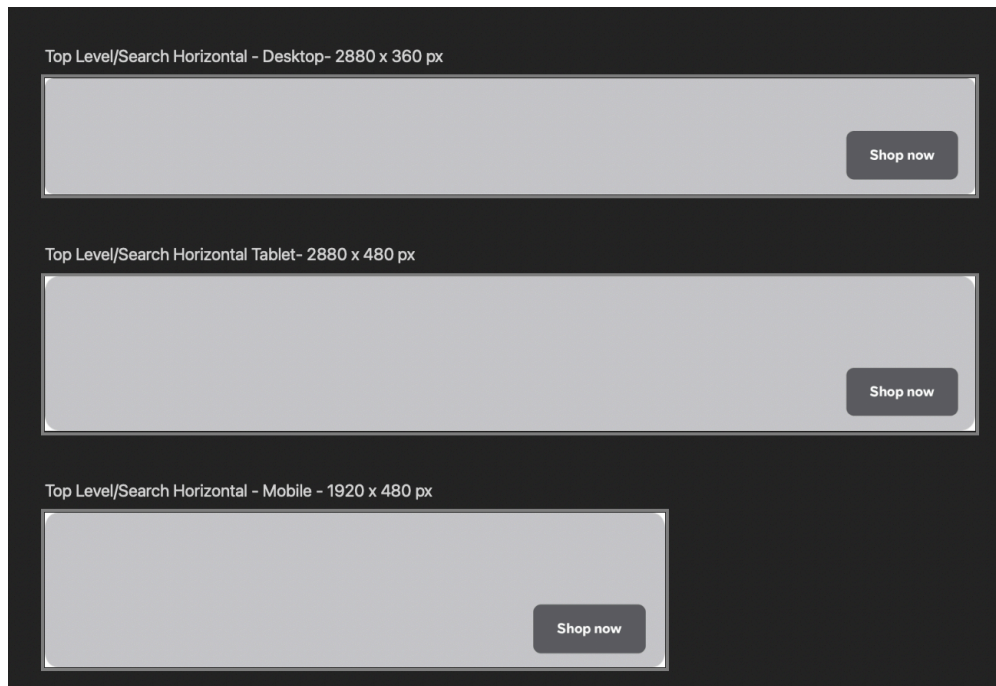 Top Level/Search Horizontal - Desktop- 2880 x 360 px
Shop now
Top Level/Search Horizontal Tablet- 2880 x 480 px
Shop now
Top Level/Search Horizontal - Mobile - 1920 x 480 px
Shop now